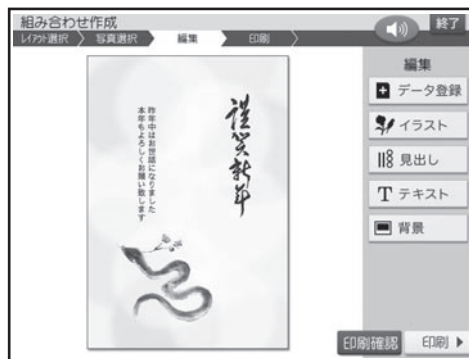 組み合わせ作成
終了
レイアウト選択
写真選択
編集
印刷
謹賀新年
昨年中はお世話になりました
本年もよろしくお願い致します
編集
データ登録
イラスト
見出し
テキスト
背景
印刷確認
印刷